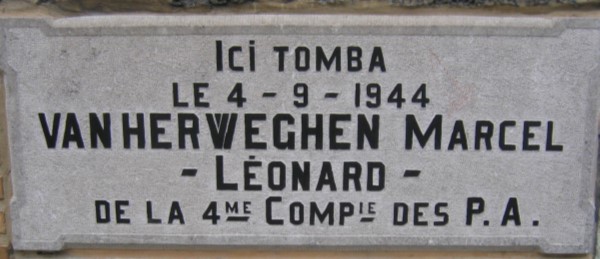 ICI TOMBA
LE 4 - 9 - 1944
VANHERWEGHEN MARCEL
- LÉONARD -
DE LA 4ME COMPIE DES P.A.